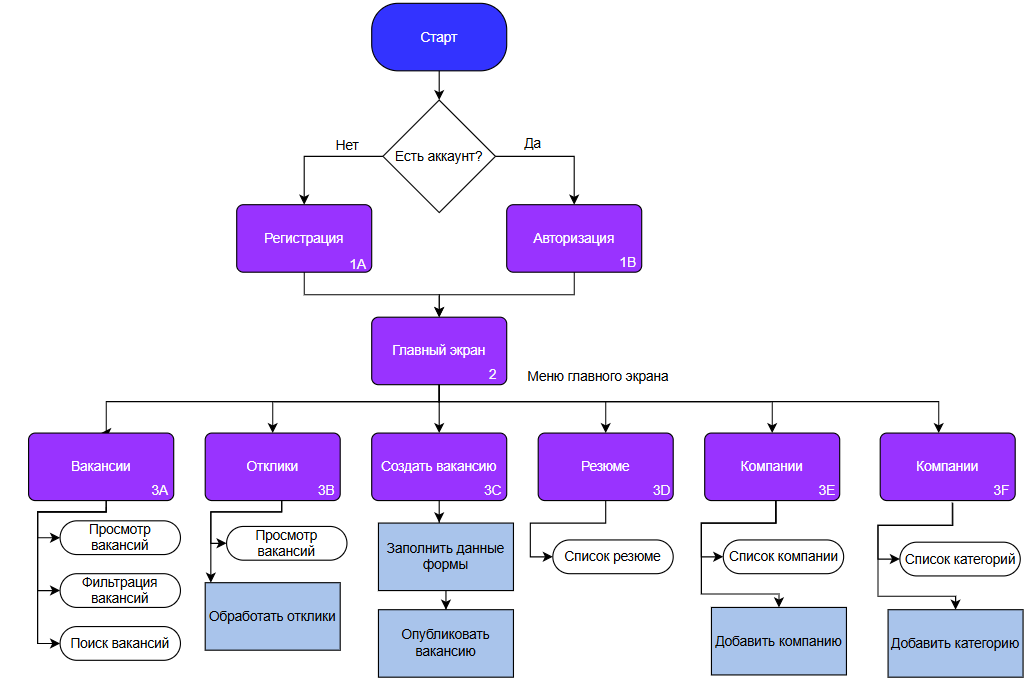 Старт
Есть аккаунт?
Нет
Да
Регистрация
1A
Авторизация
1B
Главный экран
2
Меню главного экрана
Вакансии
3A
Отклики
3B
Создать вакансию
3C
Резюме
3D
Компании
3E
Компании
3F
Просмотр
вакансий
Фильтрация
вакансий
Поиск вакансий
Просмотр
вакансий
Обработать отклики
Заполнить данные
формы
Опубликовать
вакансию
Список резюме
Список компании
Добавить компанию
Список категорий
Добавить категорию